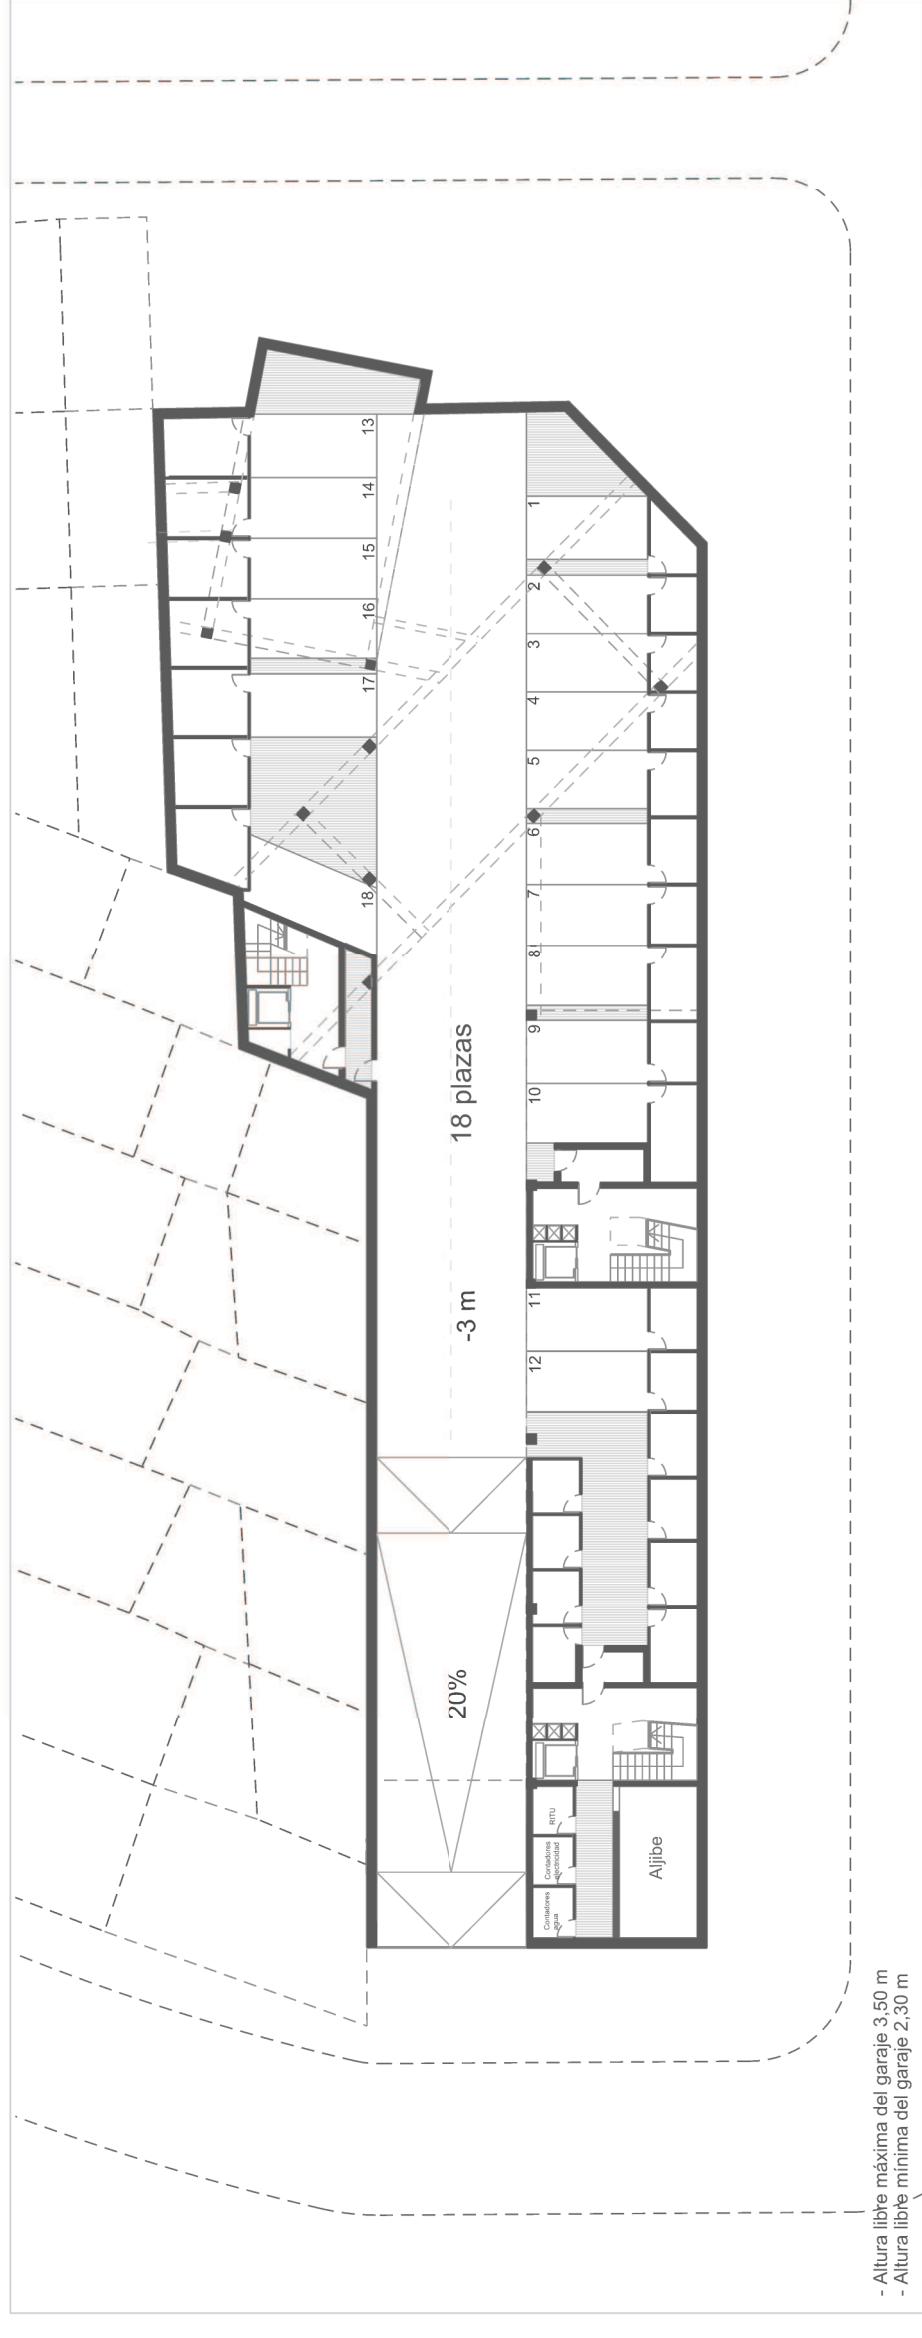 13
14
15
16
17
18
1
2
3
4
5
6
7
8
9
10
11
12
18 plazas
-3 m
20%
RITU
Contadores
electricidad
Contadores
agua
Aljibe
- Altura libre máxima del garaje 3,50 m
- Altura libre mínima del garaje 2,30 m